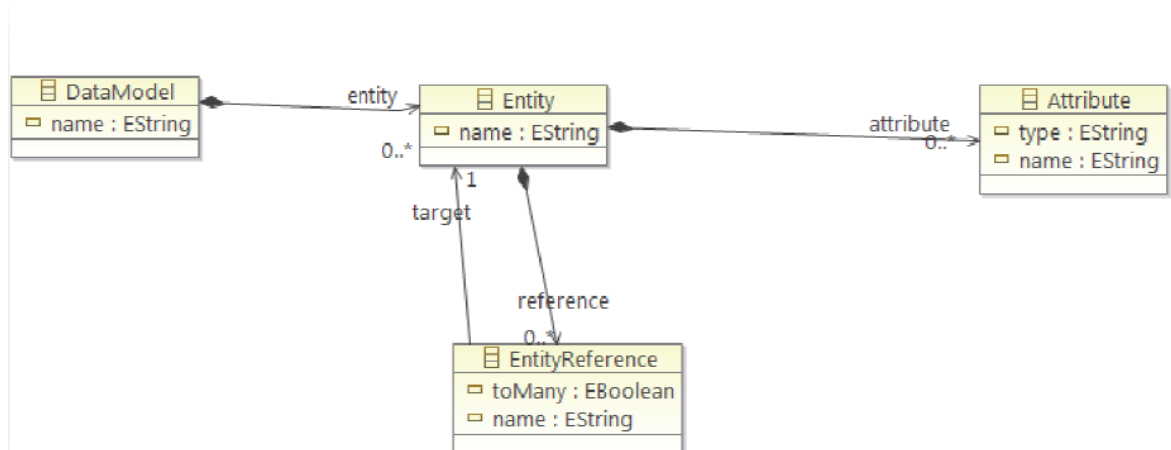 DataModel
name : EString
entity
0..*
Entity
name : EString
attribute
0..*
Attribute
type : EString
name : EString
1
target
reference
0..*
EntityReference
toMany : EBoolean
name : EString